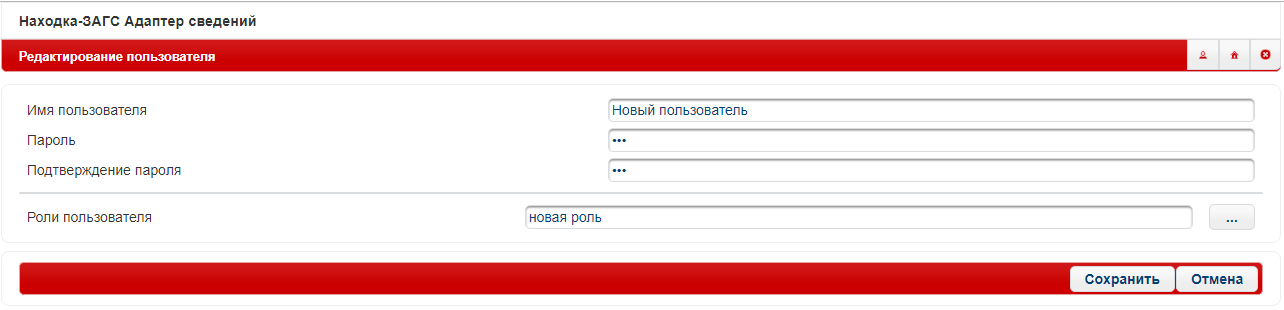 Находка-ЗАГС Адаптер сведений
Редактирование пользователя
Имя пользователя Новый пользователь
Пароль •••
Подтверждение пароля •••
Роли пользователя новая роль ...
Сохранить Отмена